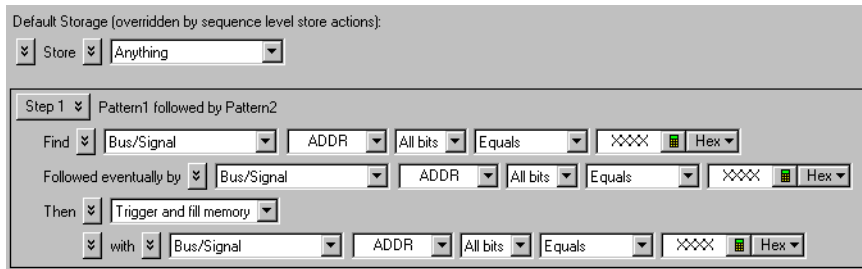 Default Storage (overridden by sequence level store actions):
Store Anything
Step 1 Pattern1 followed by Pattern2
Find Bus/Signal ADDR All bits Equals XXXX Hex
Followed eventually by Bus/Signal ADDR All bits Equals XXXX Hex
Then Trigger and fill memory
with Bus/Signal ADDR All bits Equals XXXX Hex